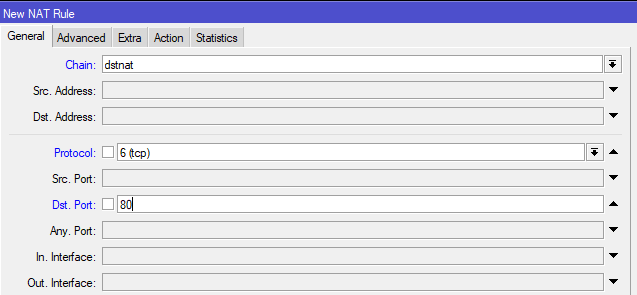 New NAT Rule
General Advanced Extra Action Statistics
Chain: dstnat
Src. Address:
Dst. Address:
Protocol: 6 (tcp)
Src. Port:
Dst. Port: 80
Any. Port:
In. Interface:
Out. Interface: